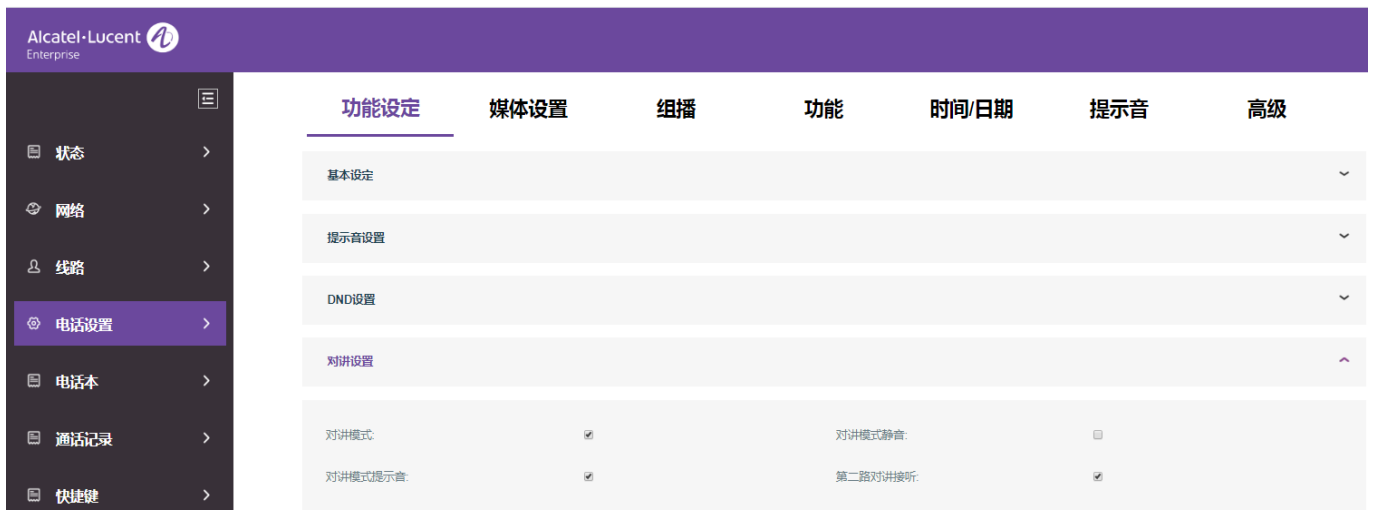 Alcatel·Lucent
Enterprise
功能设定 媒体设置 组播 功能 时间/日期 提示音 高级
状态
网络
线路
电话设置
电话本
通话记录
快捷键
基本设定
提示音设置
DND设置
对讲设置
对讲模式: 对讲模式静音:
对讲模式提示音: 第二路对讲接听: